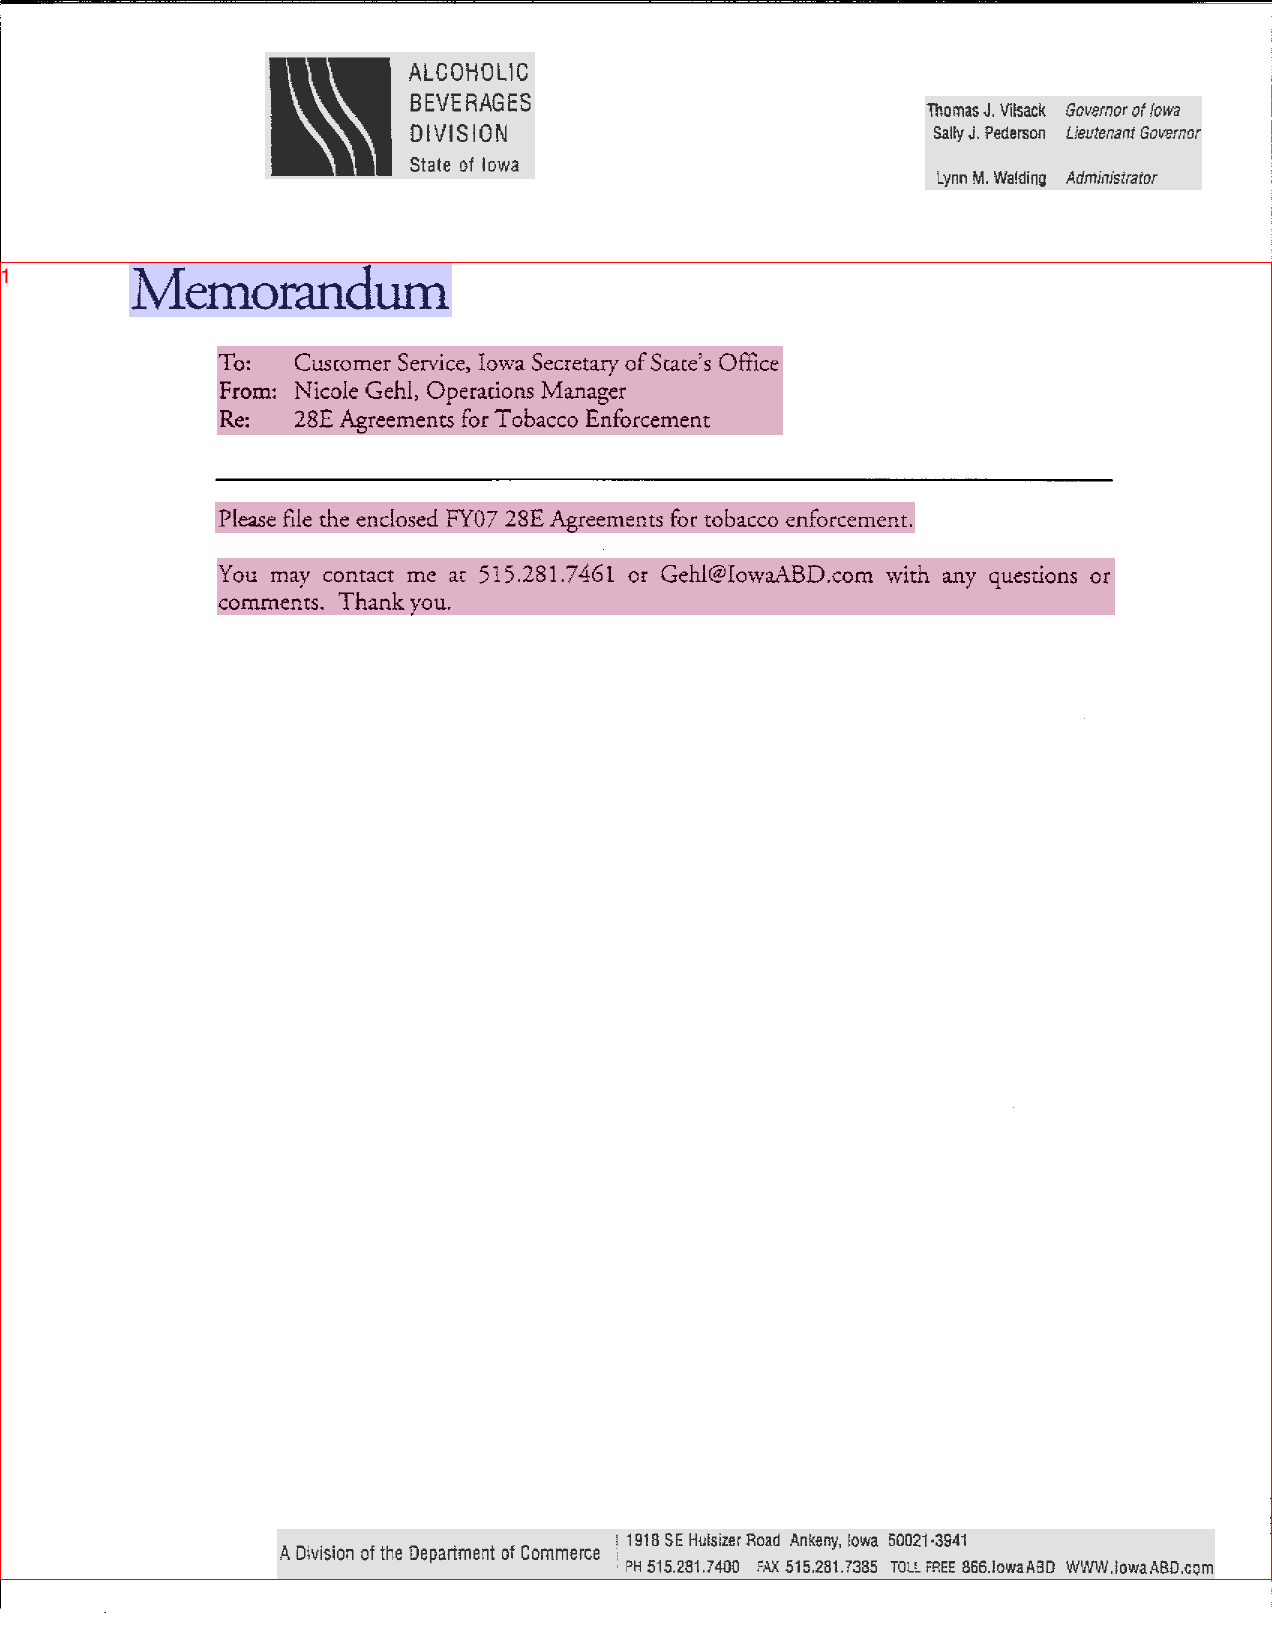 ALCOHOLIC
BEVERAGES
DIVISION
State of Iowa
Thomas J. Vilsack Governor of Iowa
Sally J. Pederson Lieutenant Governor
Lynn M. Walding Administrator
1
Memorandum
To: Customer Service, Iowa Secretary of State's Office
From: Nicole Gehl, Operations Manager
Re: 28E Agreements for Tobacco Enforcement
Please file the enclosed FY07 28E Agreements for tobacco enforcement.
You may contact me at 515.281.7461 or Gehl@IowaABD.com with any questions or
comments. Thank you.
A Division of the Department of Commerce
1918 SE Hulsizer Road Ankeny, Iowa 50021-3941
PH 515.281.7400 FAX 515.281.7385 TOLL FREE 866.IowaABD WWW.IowaABD.com